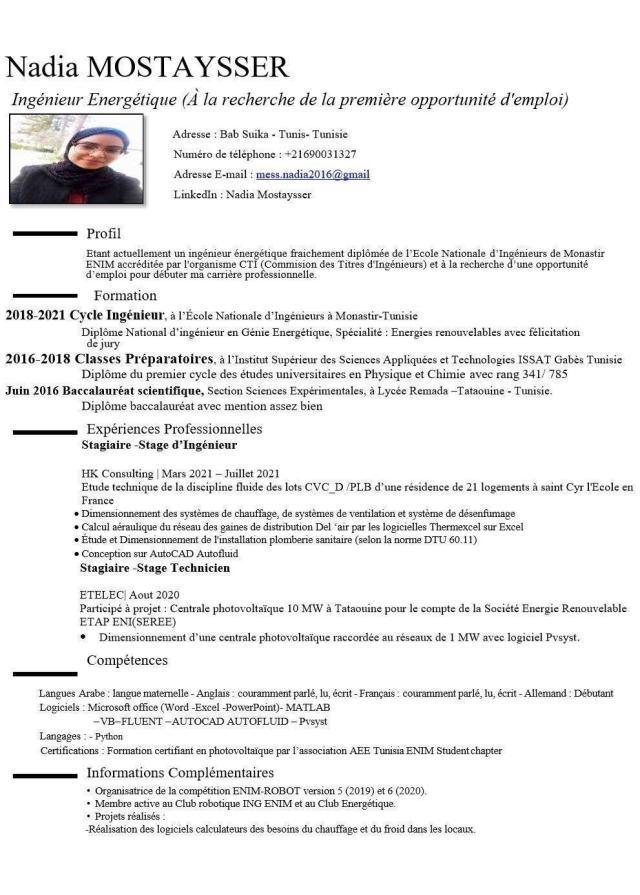 Nadia MOSTAYSSER
Ingénieur Energétique (À la recherche de la première opportunité d'emploi)
Adresse : Bab Suika - Tunis- Tunisie
Numéro de téléphone : +21690031327
Adresse E-mail : mess.nadia2016@gmail
LinkedIn : Nadia Mostaysser
Profil
Etant actuellement un ingénieur énergétique fraichement diplômée de l'Ecole Nationale d'Ingénieurs de Monastir
ENIM accréditée par l'organisme CTI (Commision des Titres d'Ingénieurs) et à la recherche d'une opportunité
d'emploi pour débuter ma carrière professionnelle.
Formation
2018-2021 Cycle Ingénieur, à l'École Nationale d'Ingénieurs à Monastir-Tunisie
Diplôme National d'ingénieur en Génie Energétique, Spécialité : Energies renouvelables avec félicitation
de jury
2016-2018 Classes Préparatoires, à l'Institut Supérieur des Sciences Appliquées et Technologies ISSAT Gabès Tunisie
Diplôme du premier cycle des études universitaires en Physique et Chimie avec rang 341/ 785
Juin 2016 Baccalauréat scientifique, Section Sciences Expérimentales, à Lycée Remada –Tataouine - Tunisie.
Diplôme baccalauréat avec mention assez bien
Expériences Professionnelles
Stagiaire -Stage d'Ingénieur
HK Consulting | Mars 2021 – Juillet 2021
Etude technique de la discipline fluide des lots CVC_D /PLB d'une résidence de 21 logements à saint Cyr l'Ecole en
France
• Dimensionnement des systèmes de chauffage, de systèmes de ventilation et système de désenfumage
• Calcul aéraulique du réseau des gaines de distribution Del 'air par les logicielles Thermexcel sur Excel
• Étude et Dimensionnement de l'installation plomberie sanitaire (selon la norme DTU 60.11)
• Conception sur AutoCAD Autofluid
Stagiaire -Stage Technicien
ETELEC| Aout 2020
Participé à projet : Centrale photovoltaïque 10 MW à Tataouine pour le compte de la Société Energie Renouvelable
ETAP ENI(SEREE)
• Dimensionnement d'une centrale photovoltaïque raccordée au réseaux de 1 MW avec logiciel Pvsyst.
Compétences
Langues Arabe : langue maternelle - Anglais : couramment parlé, lu, écrit - Français : couramment parlé, lu, écrit - Allemand : Débutant
Logiciels : Microsoft office (Word -Excel -PowerPoint)- MATLAB
–VB–FLUENT –AUTOCAD AUTOFLUID – Pvsyst
Langages : - Python
Certifications : Formation certifiant en photovoltaïque par l'association AEE Tunisia ENIM Student chapter
Informations Complémentaires
• Organisatrice de la compétition ENIM-ROBOT version 5 (2019) et 6 (2020).
• Membre active au Club robotique ING ENIM et au Club Energétique.
• Projets réalisés :
-Réalisation des logiciels calculateurs des besoins du chauffage et du froid dans les locaux.